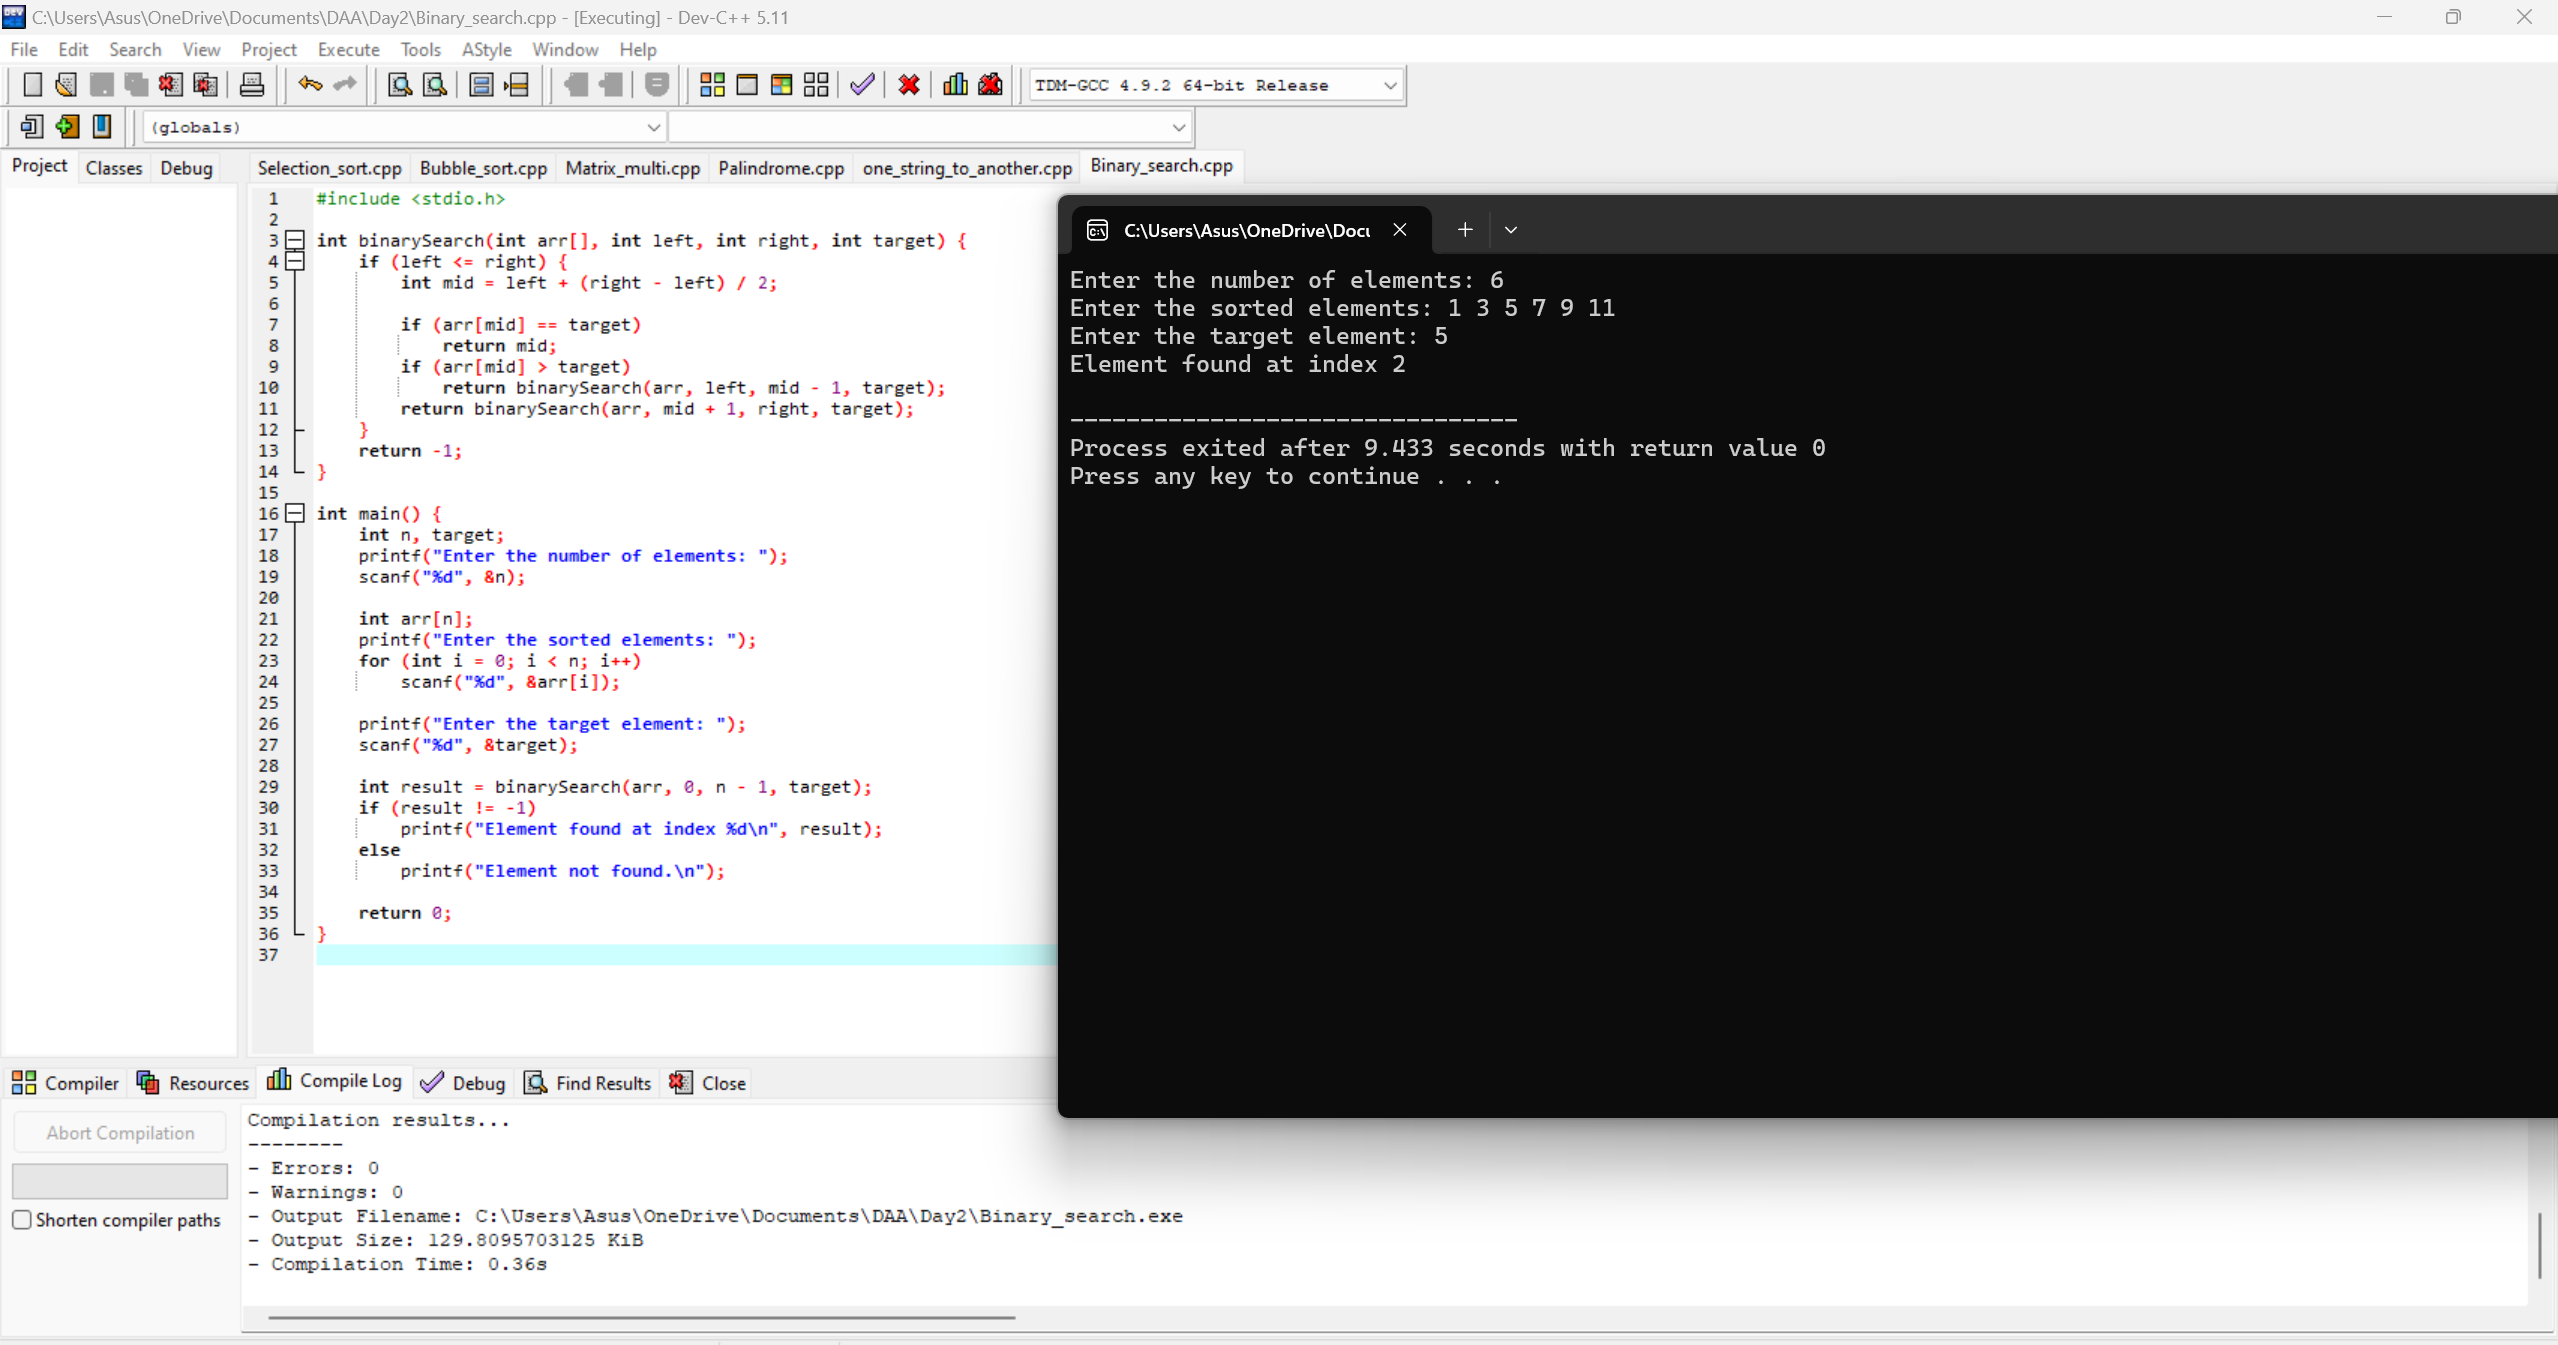 C:\Users\Asus\OneDrive\Documents\DAA\Day2\Binary_search.cpp - [Executing] - Dev-C++ 5.11
File Edit Search View Project Execute Tools AStyle Window Help
TDM-GCC 4.9.2 64-bit Release
(globals)
Project Classes Debug
Selection_sort.cpp Bubble_sort.cpp Matrix_multi.cpp Palindrome.cpp one_string_to_another.cpp Binary_search.cpp
1 #include <stdio.h>
2
3 int binarySearch(int arr[], int left, int right, int target) {
4     if (left <= right) {
5         int mid = left + (right - left) / 2;
6
7         if (arr[mid] == target)
8             return mid;
9         if (arr[mid] > target)
10             return binarySearch(arr, left, mid - 1, target);
11         return binarySearch(arr, mid + 1, right, target);
12     }
13     return -1;
14 }
15
16 int main() {
17     int n, target;
18     printf("Enter the number of elements: ");
19     scanf("%d", &n);
20
21     int arr[n];
22     printf("Enter the sorted elements: ");
23     for (int i = 0; i < n; i++)
24         scanf("%d", &arr[i]);
25
26     printf("Enter the target element: ");
27     scanf("%d", &target);
28
29     int result = binarySearch(arr, 0, n - 1, target);
30     if (result != -1)
31         printf("Element found at index %d\n", result);
32     else
33         printf("Element not found.\n");
34
35     return 0;
36 }
37
C:\Users\Asus\OneDrive\Docu
Enter the number of elements: 6
Enter the sorted elements: 1 3 5 7 9 11
Enter the target element: 5
Element found at index 2
--------------------------------
Process exited after 9.433 seconds with return value 0
Press any key to continue . . .
Compiler Resources Compile Log Debug Find Results Close
Abort Compilation
Shorten compiler paths
Compilation results...
--------
- Errors: 0
- Warnings: 0
- Output Filename: C:\Users\Asus\OneDrive\Documents\DAA\Day2\Binary_search.exe
- Output Size: 129.8095703125 KiB
- Compilation Time: 0.36s